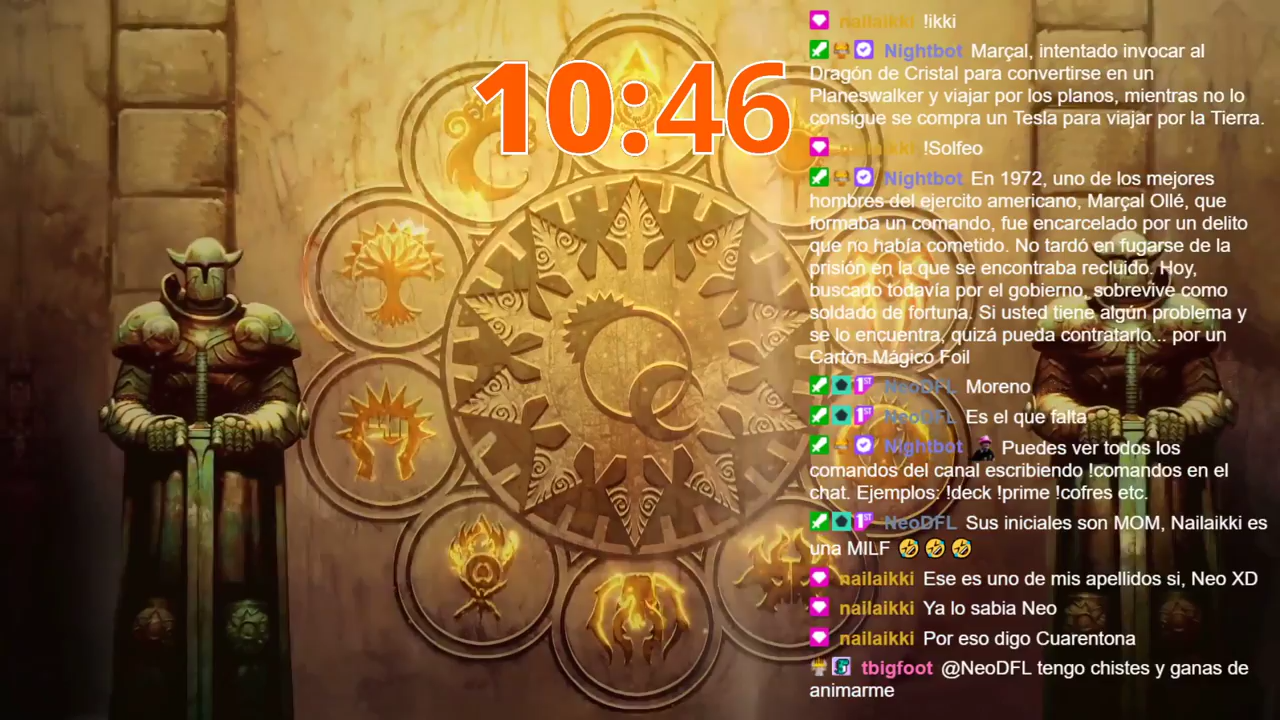 10:46
nailaikki !ikki
Nightbot Marçal, intentado invocar al
Dragón de Cristal para convertirse en un
Planeswalker y viajar por los planos, mientras no lo
consigue se compra un Tesla para viajar por la Tierra.
nailaikki !Solfeo
Nightbot En 1972, uno de los mejores
hombres del ejercito americano, Marçal Ollé, que
formaba un comando, fue encarcelado por un delito
que no había cometido. No tardó en fugarse de la
prisión en la que se encontraba recluido. Hoy,
buscado todavía por el gobierno, sobrevive como
soldado de fortuna. Si usted tiene algún problema y
se lo encuentra, quizá pueda contratarlo... por un
Cartón Mágico Foil
NeoDFL Moreno
NeoDFL Es el que falta
Nightbot Puedes ver todos los
comandos del canal escribiendo !comandos en el
chat. Ejemplos: !deck !prime !cofres etc.
NeoDFL Sus iniciales son MOM, Nailaikki es
una MILF 🤣 🤣 🤣
nailaikki Ese es uno de mis apellidos si, Neo XD
nailaikki Ya lo sabia Neo
nailaikki Por eso digo Cuarentona
tbigfoot @NeoDFL tengo chistes y ganas de
animarme